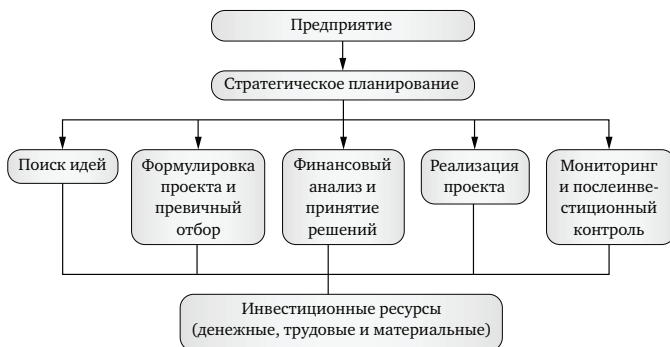 Предприятие
Стратегическое планирование
Поиск идей
Формулировка
проекта и
превичный
отбор
Финансовый
анализ и
принятие
решений
Реализация
проекта
Мониторинг
и послеинве-
стиционный
контроль
Инвестиционные ресурсы
(денежные, трудовые и материальные)